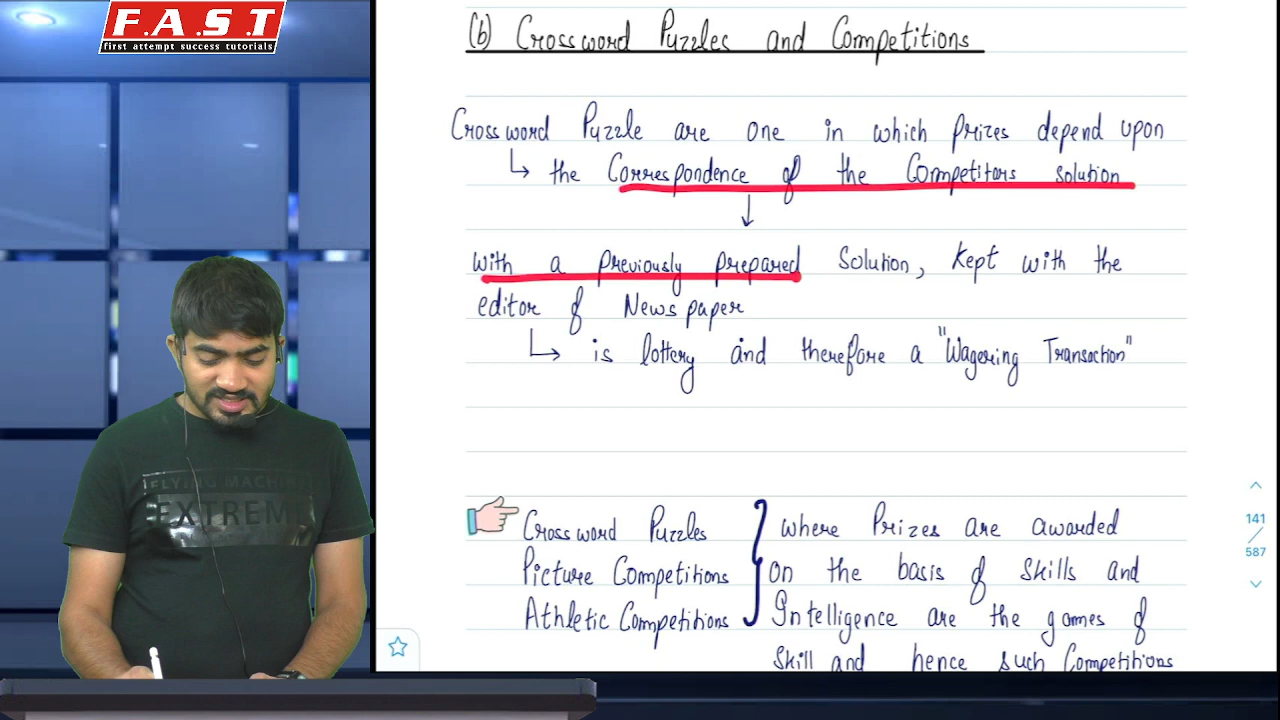 F.A.S.T
first attempt success tutorials
(b) Crossword Puzzles and Competitions
Crossword Puzzle are one in which prizes depend upon
the Correspondence of the Competitors solution
with a previously prepared solution, kept with the
editor of Newspaper
is lottery and therefore a "Wagering Transaction"
Crossword Puzzles
Picture Competitions
Athletic Competitions
where Prizes are awarded
on the basis of Skills and
Intelligence are the games of
Skill and hence such Competitions
141
587
FLYING MACHINE
EXTREME